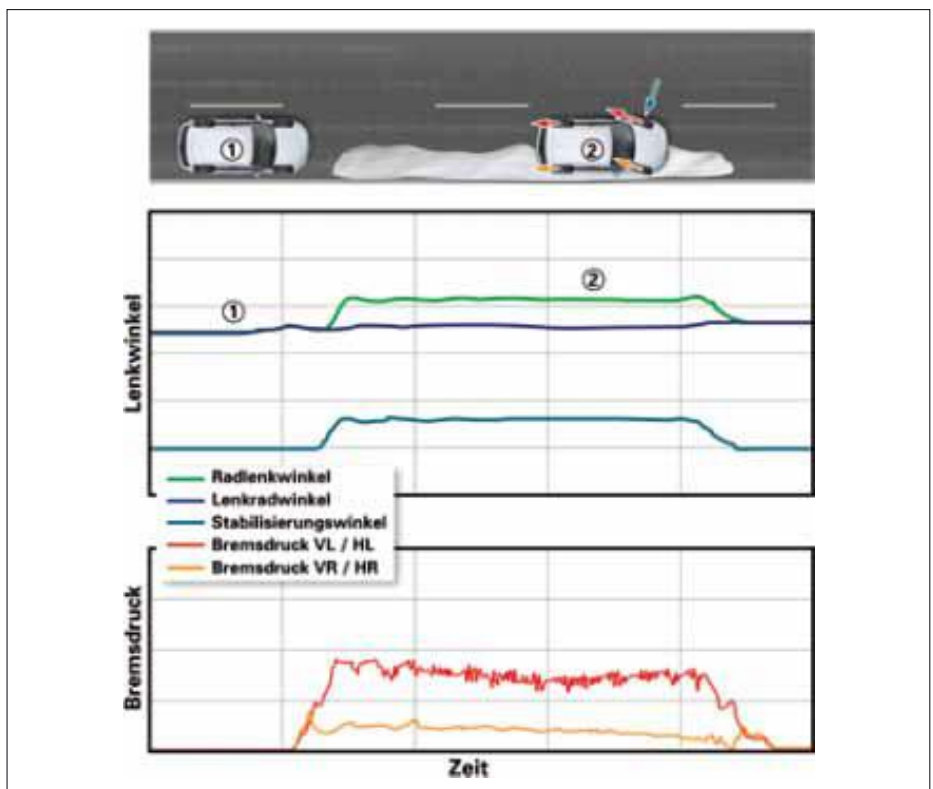 ① ②
Lenkwinkel
① ②
Radlenkwinkel
Lenkradwinkel
Stabilisierungswinkel
Bremsdruck VL / HL
Bremsdruck VR / HR
Bremsdruck
Zeit